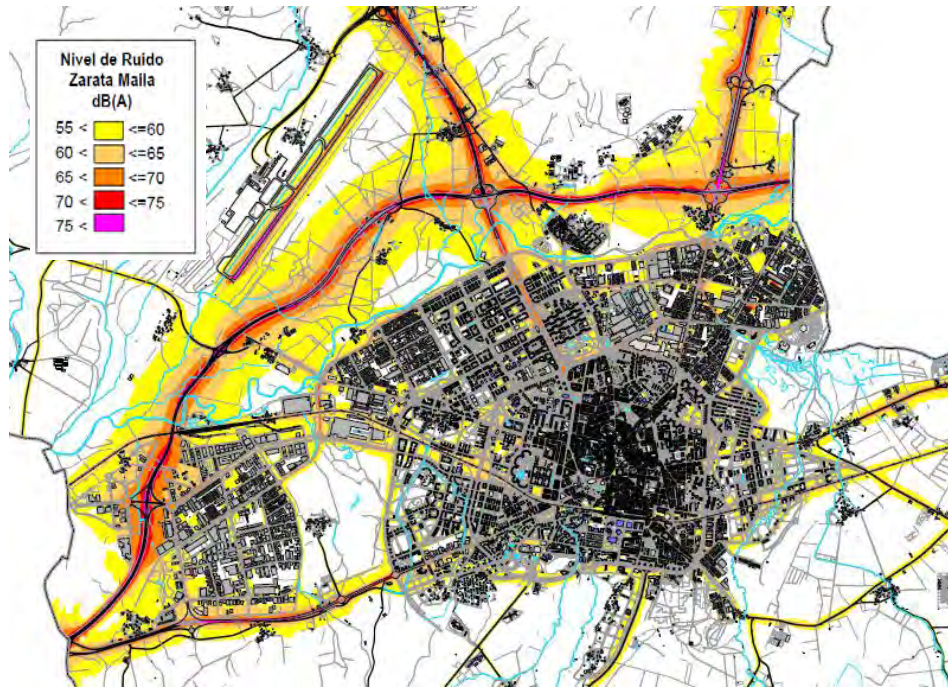 Nivel de Ruido
Zarata Maila
dB(A)
55 < <=60
60 < <=65
65 < <=70
70 < <=75
75 <